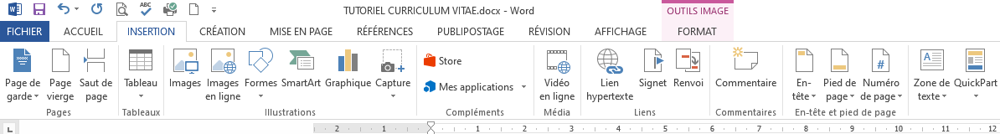 TUTORIEL CURRICULUM VITAE.docx - Word
OUTILS IMAGE
FICHIER ACCUEIL INSERTION CRÉATION MISE EN PAGE RÉFÉRENCES PUBLIPOSTAGE RÉVISION AFFICHAGE FORMAT
Page de garde
Page vierge
Saut de page
Pages
Tableau
Tableaux
Images
Images en ligne
Formes
SmartArt
Graphique
Capture
Illustrations
Store
Mes applications
Compléments
Vidéo en ligne
Média
Lien hypertexte
Signet
Renvoi
Liens
Commentaire
Commentaires
En-tête
Pied de page
Numéro de page
En-tête et pied de page
Zone de texte
QuickPart
2 1 1 2 3 4 5 6 7 8 9 10 11 12